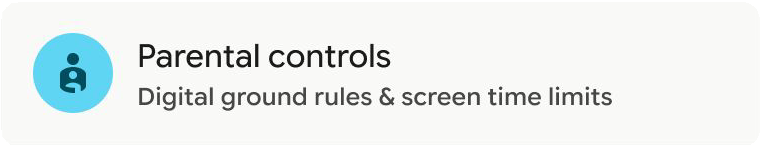 Parental controls
Digital ground rules & screen time limits